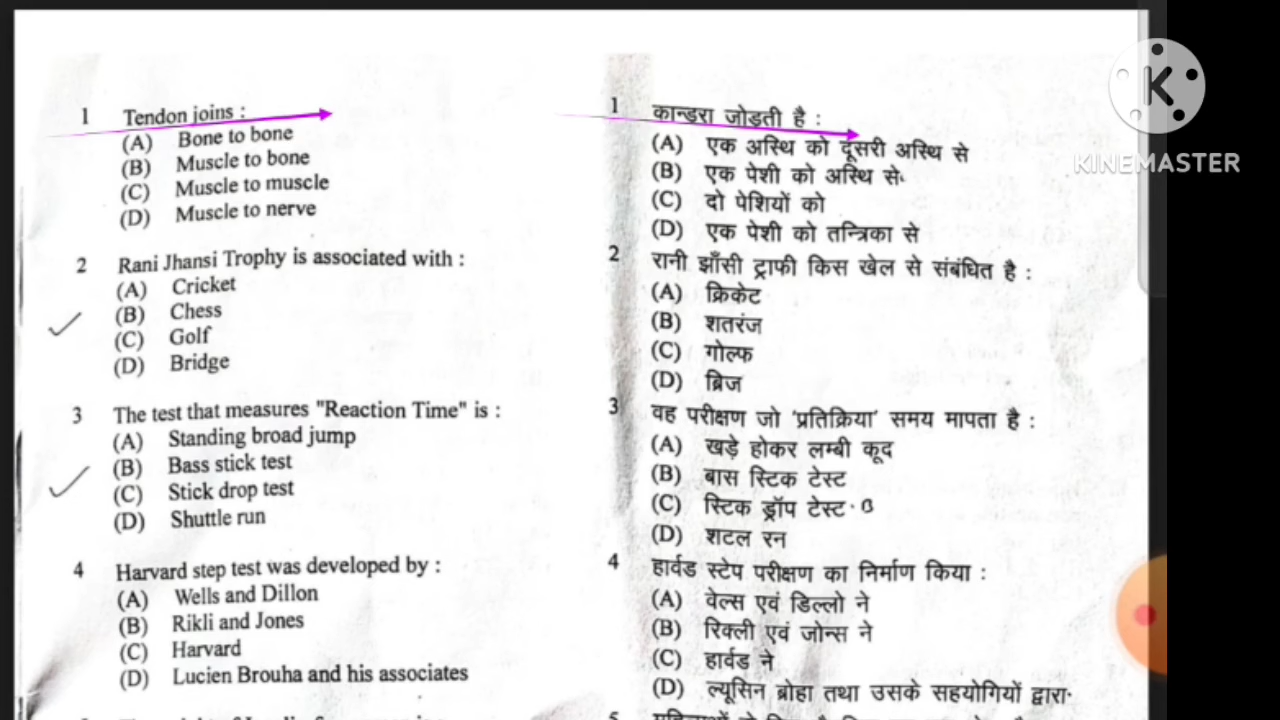 1 Tendon joins :
(A) Bone to bone
(B) Muscle to bone
(C) Muscle to muscle
(D) Muscle to nerve
2 Rani Jhansi Trophy is associated with :
(A) Cricket
(B) Chess
(C) Golf
(D) Bridge
3 The test that measures "Reaction Time" is :
(A) Standing broad jump
(B) Bass stick test
(C) Stick drop test
(D) Shuttle run
4 Harvard step test was developed by :
(A) Wells and Dillon
(B) Rikli and Jones
(C) Harvard
(D) Lucien Brouha and his associates
1 कान्डरा जोड़ती है :
(A) एक अस्थि को दूसरी अस्थि से
(B) एक पेशी को अस्थि से
(C) दो पेशियों को
(D) एक पेशी को तन्त्रिका से
2 रानी झाँसी ट्राफी किस खेल से संबंधित है :
(A) क्रिकेट
(B) शतरंज
(C) गोल्फ
(D) ब्रिज
3 वह परीक्षण जो 'प्रतिक्रिया' समय मापता है :
(A) खड़े होकर लम्बी कूद
(B) बास स्टिक टेस्ट
(C) स्टिक ड्रॉप टेस्ट
(D) शटल रन
4 हार्वड स्टेप परीक्षण का निर्माण किया :
(A) वेल्स एवं डिल्लो ने
(B) रिक्ली एवं जोन्स ने
(C) हार्वड ने
(D) ल्यूसिन ब्रोहा तथा उसके सहयोगियों द्वारा
5
K
KINEMASTER